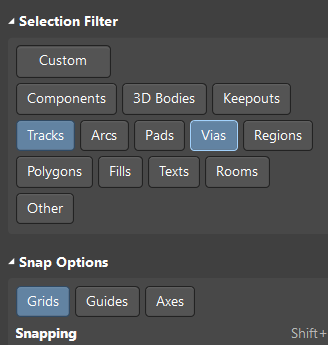 Selection Filter
Custom
Components 3D Bodies Keepouts
Tracks Arcs Pads Vias Regions
Polygons Fills Texts Rooms
Other
Snap Options
Grids Guides Axes
Snapping Shift+